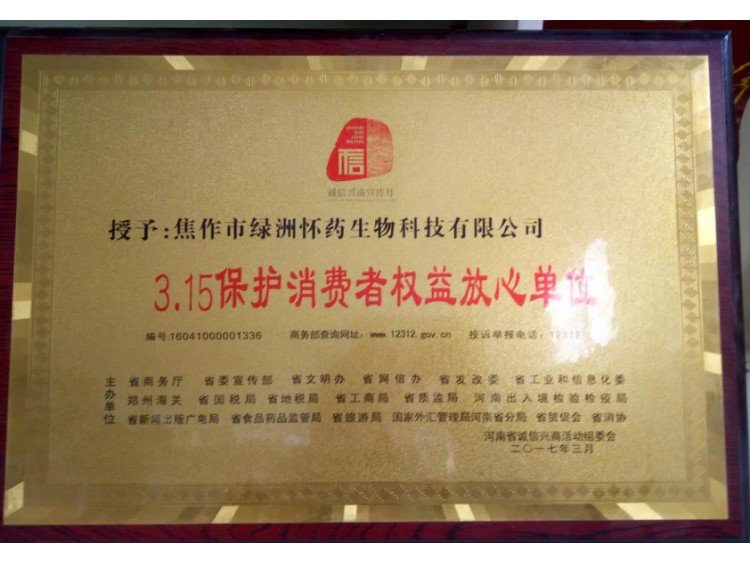 信
诚信兴商宣传月
授予:焦作市绿洲怀药生物科技有限公司
3.15保护消费者权益放心单位
编号:16041000001336 商务部查询网址: www.12312.gov.cn 投诉举报电话:12312
主办单位
省商务厅 省委宣传部 省文明办 省网信办 省发改委 省工业和信息化委
郑州海关 省国税局 省地税局 省工商局 省质监局 河南出入境检验检疫局
省新闻出版广电局 省食品药品监管局 省旅游局 国家外汇管理局河南省分局 省贸促会 省消协
河南省诚信兴商活动组委会
二〇一七年三月